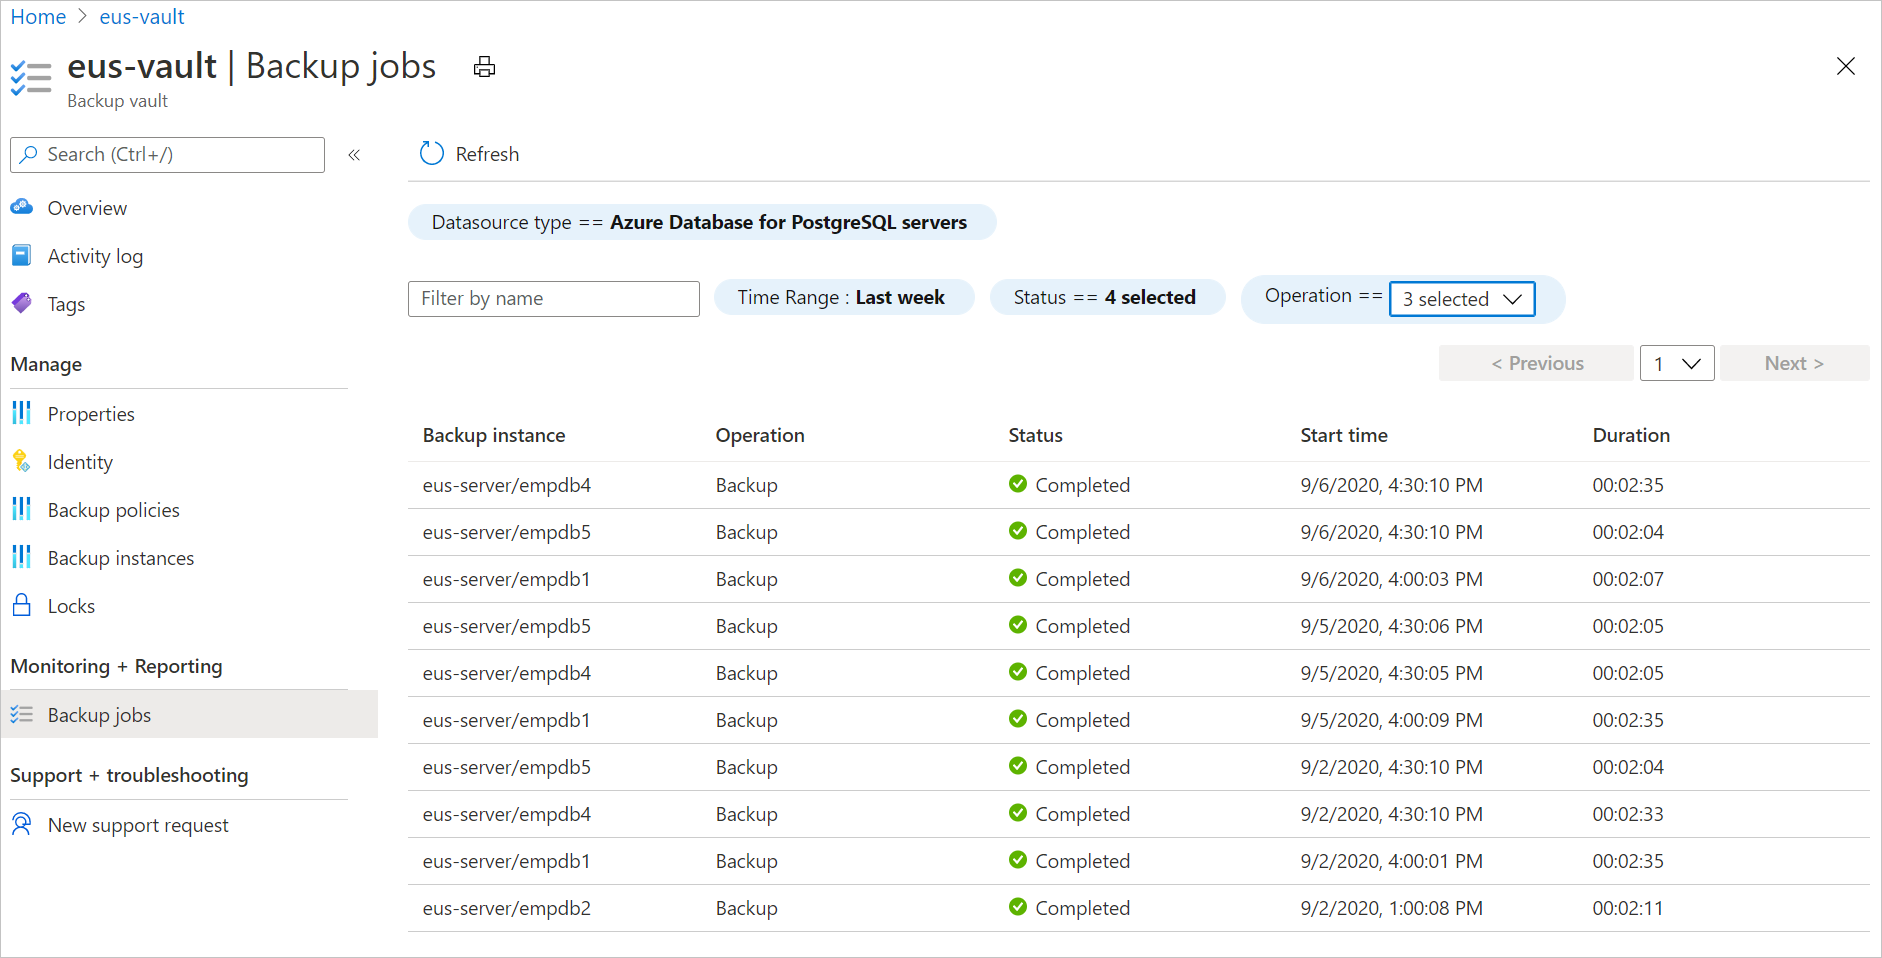 Home > eus-vault
eus-vault | Backup jobs
Backup vault
Search (Ctrl+/)
«
Overview
Activity log
Tags
Manage
Properties
Identity
Backup policies
Backup instances
Locks
Monitoring + Reporting
Backup jobs
Support + troubleshooting
New support request
Refresh
Datasource type == Azure Database for PostgreSQL servers
Filter by name
Time Range : Last week
Status == 4 selected
Operation == 3 selected
< Previous 1 Next >
Backup instance Operation Status Start time Duration
eus-server/empdb4 Backup Completed 9/6/2020, 4:30:10 PM 00:02:35
eus-server/empdb5 Backup Completed 9/6/2020, 4:30:10 PM 00:02:04
eus-server/empdb1 Backup Completed 9/6/2020, 4:00:03 PM 00:02:07
eus-server/empdb5 Backup Completed 9/5/2020, 4:30:06 PM 00:02:05
eus-server/empdb4 Backup Completed 9/5/2020, 4:30:05 PM 00:02:05
eus-server/empdb1 Backup Completed 9/5/2020, 4:00:09 PM 00:02:35
eus-server/empdb5 Backup Completed 9/2/2020, 4:30:10 PM 00:02:04
eus-server/empdb4 Backup Completed 9/2/2020, 4:30:10 PM 00:02:33
eus-server/empdb1 Backup Completed 9/2/2020, 4:00:01 PM 00:02:35
eus-server/empdb2 Backup Completed 9/2/2020, 1:00:08 PM 00:02:11